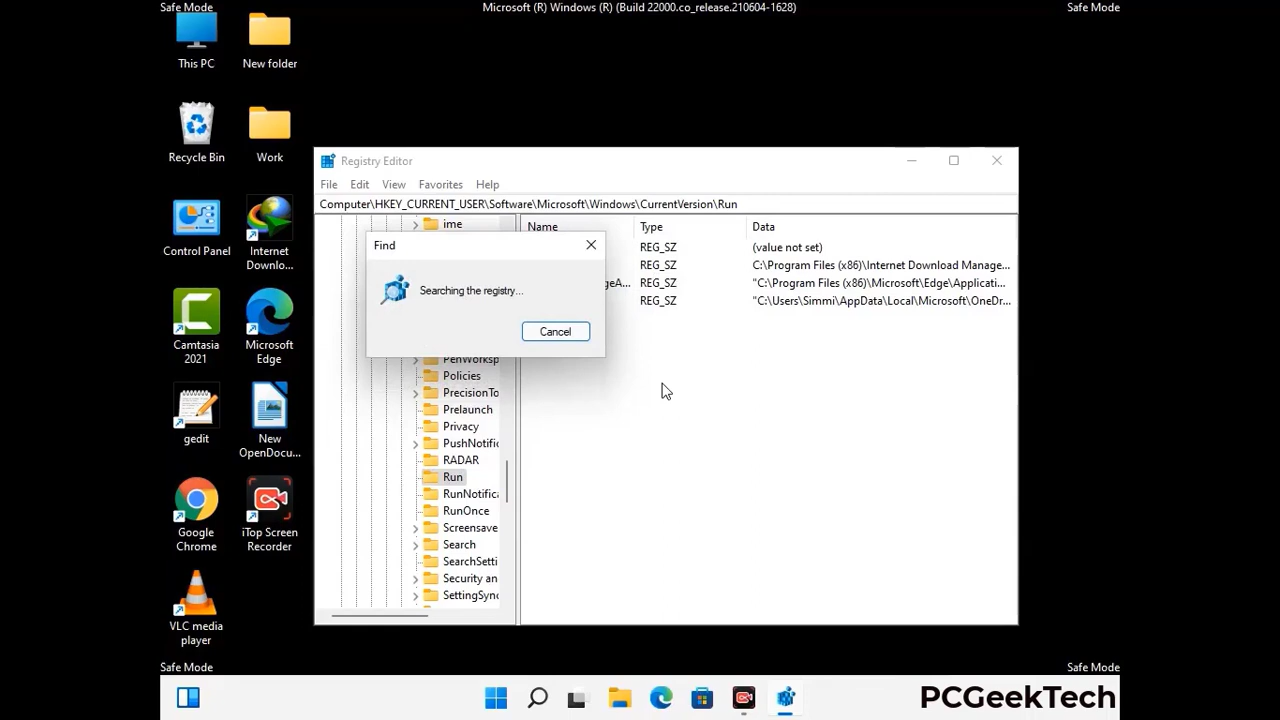 Safe Mode
Microsoft (R) Windows (R) (Build 22000.co_release.210604-1628)
Safe Mode
This PC
New folder
Recycle Bin
Work
Control Panel
Internet
Downlo...
Camtasia
2021
Microsoft
Edge
gedit
New
OpenDocu...
Google
Chrome
iTop Screen
Recorder
VLC media
player
Registry Editor
File Edit View Favorites Help
Computer\HKEY_CURRENT_USER\Software\Microsoft\Windows\CurrentVersion\Run
ime
PenWorksp
Policies
PrecisionTo
Prelaunch
Privacy
PushNotific
RADAR
Run
RunNotifica
RunOnce
Screensave
Search
SearchSetti
Security an
SettingSync
Name Type Data
REG_SZ (value not set)
REG_SZ C:\Program Files (x86)\Internet Download Manage...
geA... REG_SZ "C:\Program Files (x86)\Microsoft\Edge\Applicati...
REG_SZ "C:\Users\Simmi\AppData\Local\Microsoft\OneDr...
Find
Searching the registry...
Cancel
Safe Mode
Safe Mode
PCGeekTech